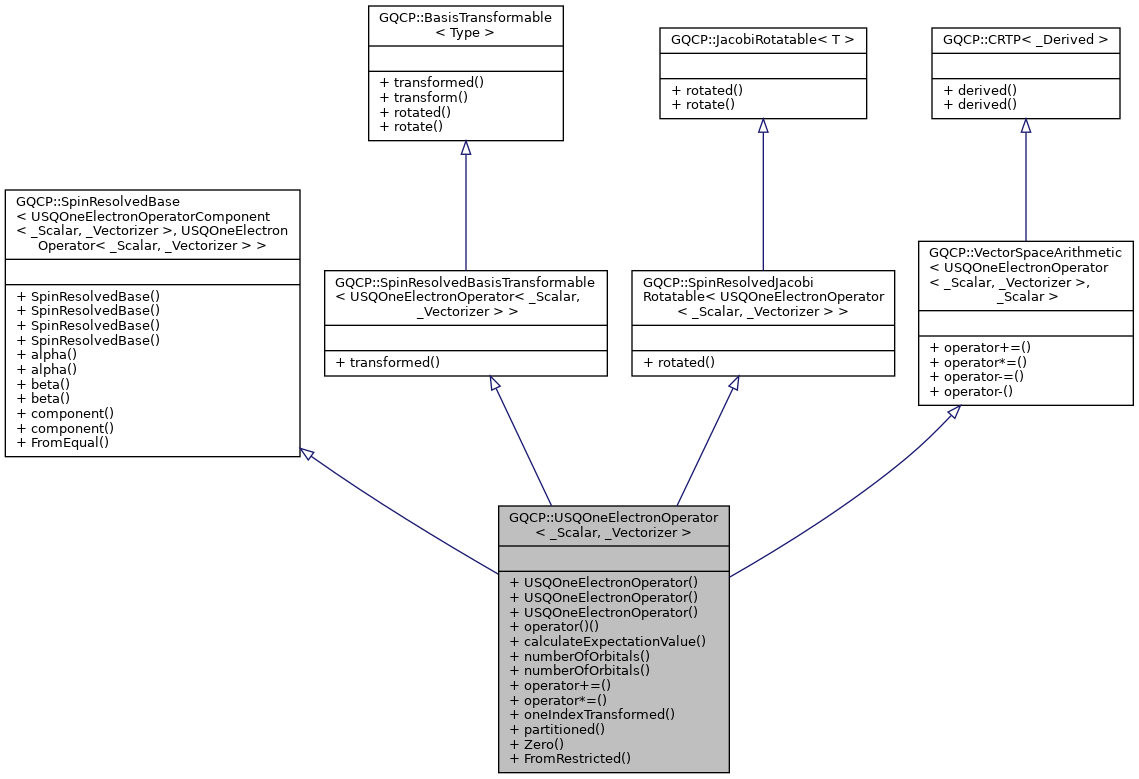 GQCP::BasisTransformable
< Type >
+ transformed()
+ transform()
+ rotated()
+ rotate()
GQCP::JacobiRotatable< T >
+ rotated()
+ rotate()
GQCP::CRTP< _Derived >
+ derived()
+ derived()
GQCP::SpinResolvedBase
< USQOneElectronOperatorComponent
< _Scalar, _Vectorizer >, USQOneElectron
Operator< _Scalar, _Vectorizer > >
+ SpinResolvedBase()
+ SpinResolvedBase()
+ SpinResolvedBase()
+ SpinResolvedBase()
+ alpha()
+ alpha()
+ beta()
+ beta()
+ component()
+ component()
+ FromEqual()
GQCP::SpinResolvedBasisTransformable
< USQOneElectronOperator< _Scalar,
_Vectorizer > >
+ transformed()
GQCP::SpinResolvedJacobi
Rotatable< USQOneElectronOperator
< _Scalar, _Vectorizer > >
+ rotated()
GQCP::VectorSpaceArithmetic
< USQOneElectronOperator
< _Scalar, _Vectorizer >,
_Scalar >
+ operator+=()
+ operator*=()
+ operator-=()
+ operator-()
GQCP::USQOneElectronOperator
< _Scalar, _Vectorizer >
+ USQOneElectronOperator()
+ USQOneElectronOperator()
+ USQOneElectronOperator()
+ operator()()
+ calculateExpectationValue()
+ numberOfOrbitals()
+ numberOfOrbitals()
+ operator+=()
+ operator*=()
+ oneIndexTransformed()
+ partitioned()
+ Zero()
+ FromRestricted()